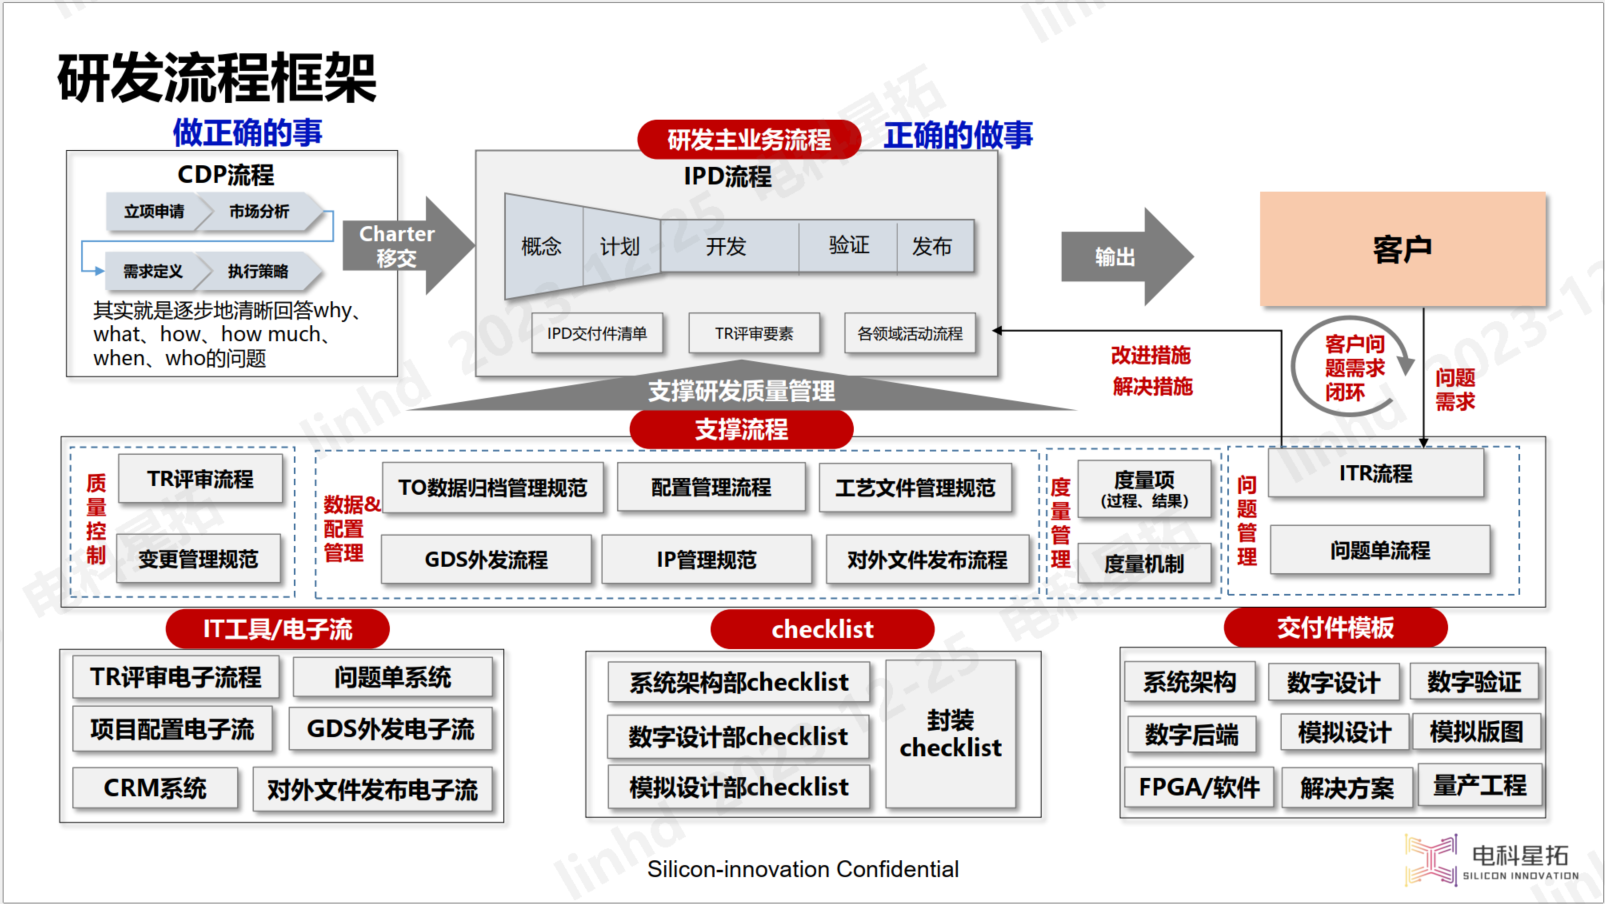 研发流程框架
做正确的事
CDP流程
立项申请
市场分析
需求定义
执行策略
其实就是逐步地清晰回答why、
what、how、how much、
when、who的问题
Charter
移交
研发主业务流程
正确的做事
IPD流程
概念
计划
开发
验证
发布
IPD交付件清单
TR评审要素
各领域活动流程
输出
客户
改进措施
解决措施
客户问
题需求
闭环
问题
需求
支撑研发质量管理
支撑流程
质量控制
TR评审流程
变更管理规范
数据&
配置
管理
TO数据归档管理规范
配置管理流程
工艺文件管理规范
GDS外发流程
IP管理规范
对外文件发布流程
度量管理
度量项
(过程、结果)
度量机制
问题管理
ITR流程
问题单流程
IT工具/电子流
TR评审电子流程
问题单系统
项目配置电子流
GDS外发电子流
CRM系统
对外文件发布电子流
checklist
系统架构部checklist
数字设计部checklist
模拟设计部checklist
封装
checklist
交付件模板
系统架构
数字设计
数字验证
数字后端
模拟设计
模拟版图
FPGA/软件
解决方案
量产工程
Silicon-innovation Confidential
电科星拓
SILICON INNOVATION
linhd 2023-12-25 电科星拓